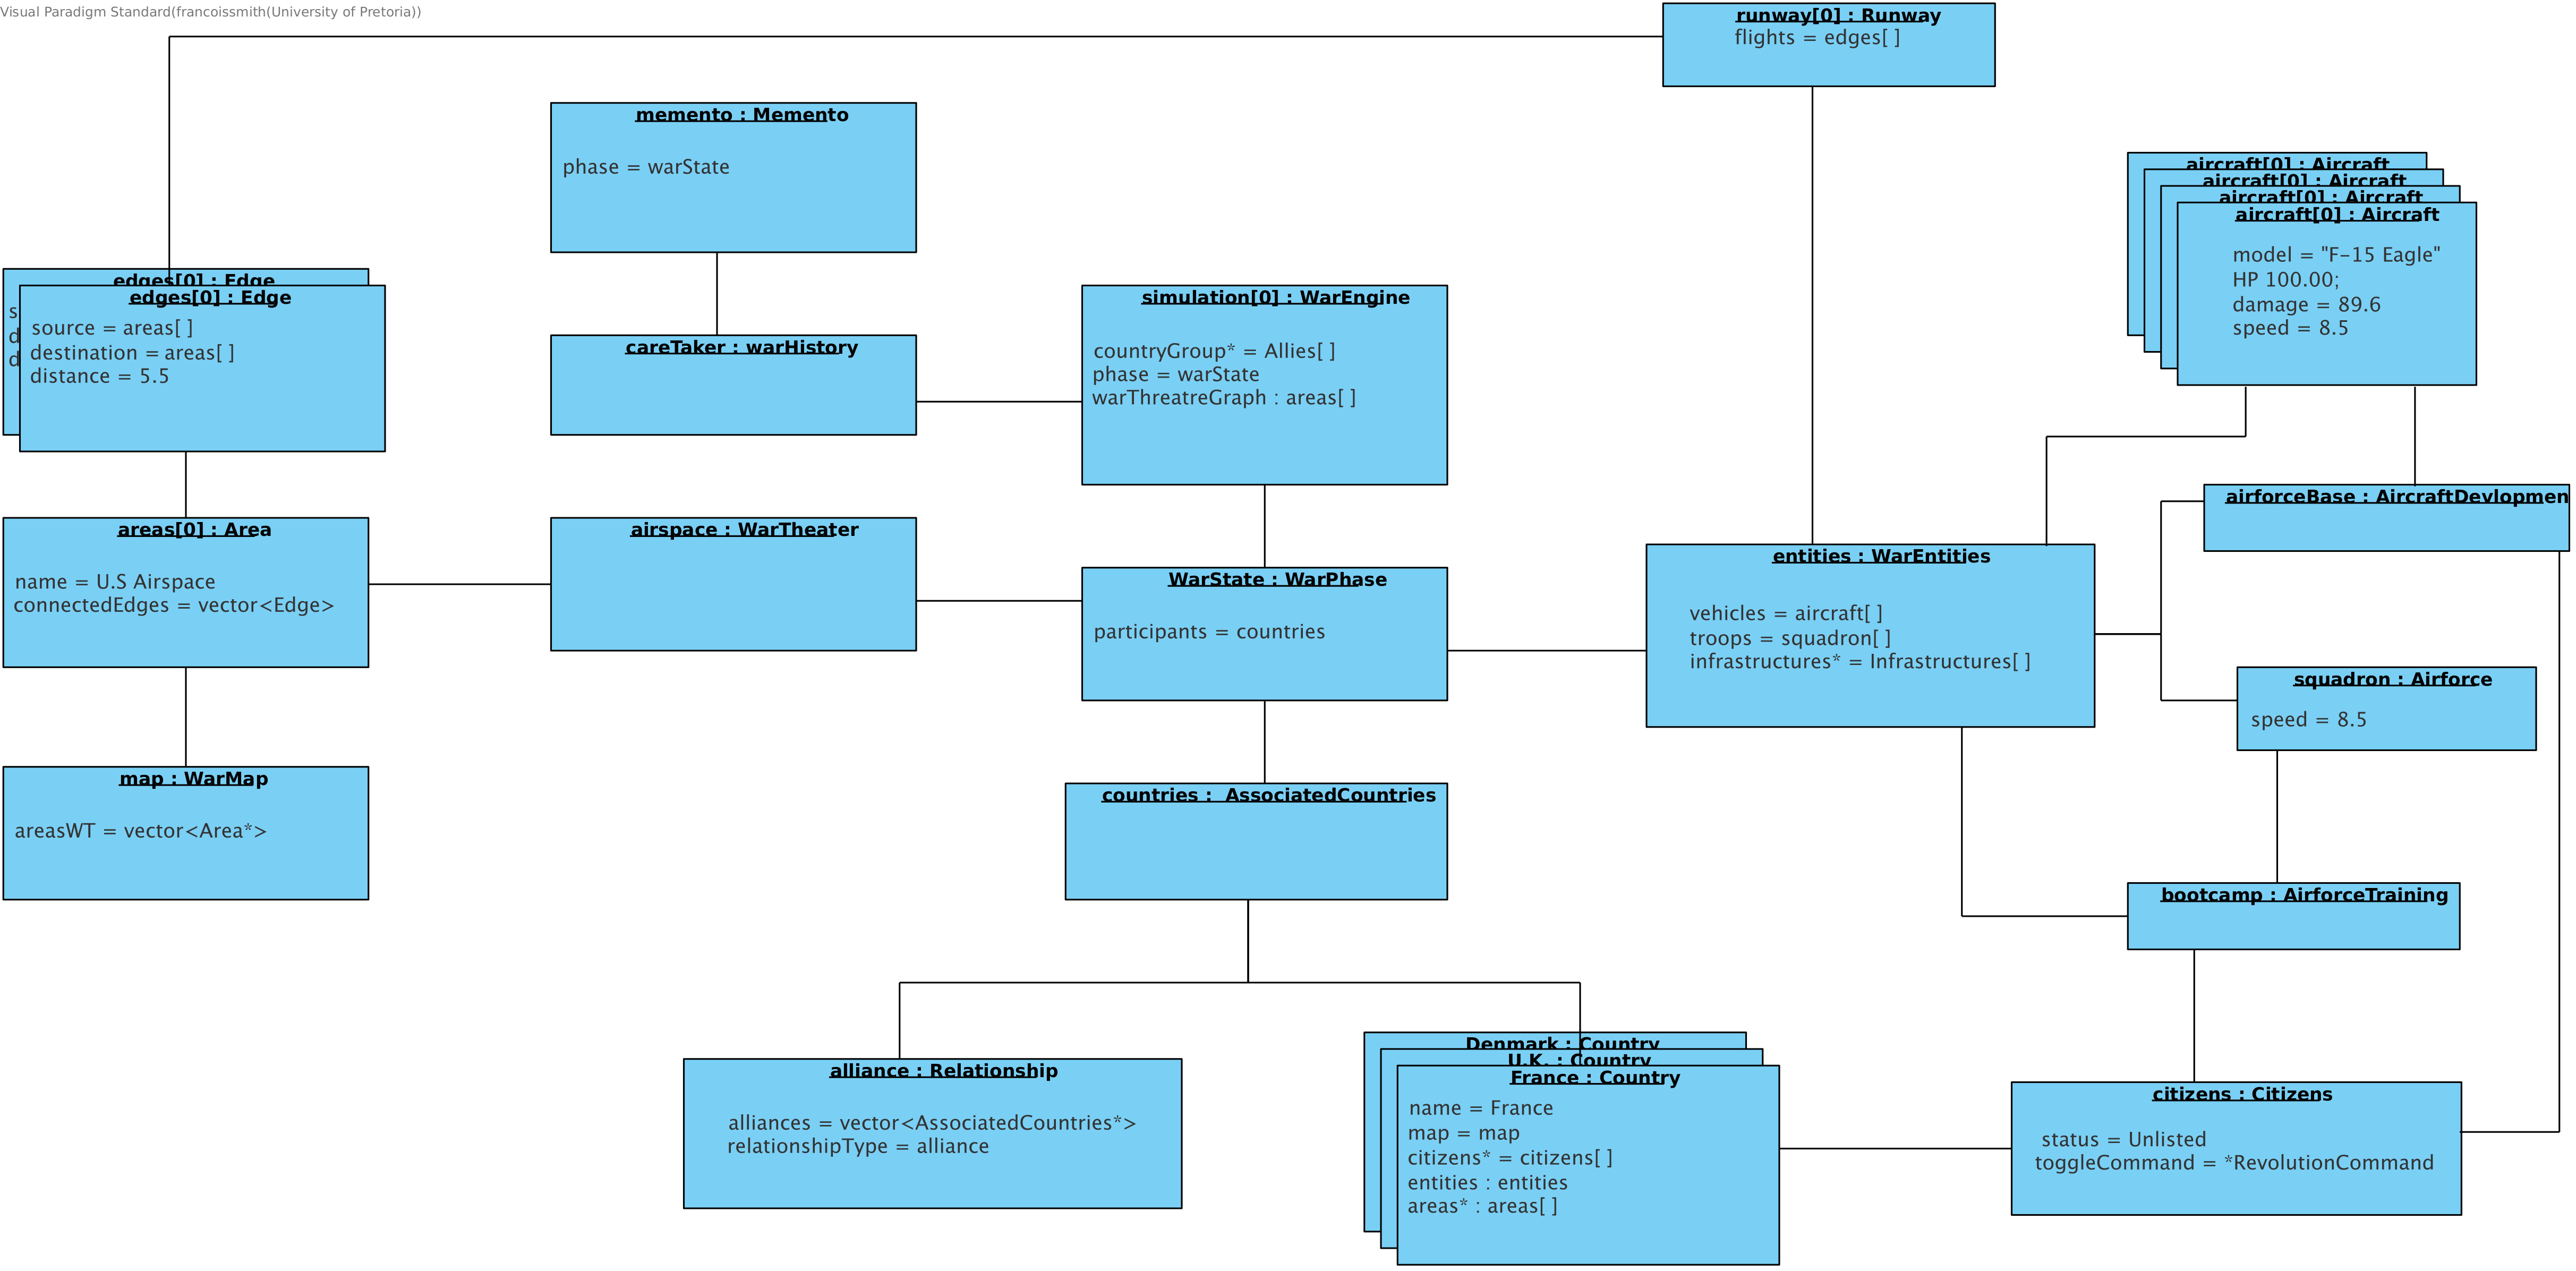 Visual Paradigm Standard(francoissmith(University of Pretoria))
runway[0] : Runway
flights = edges[ ]
memento : Memento
phase = warState
aircraft[0] : Aircraft
aircraft[0] : Aircraft
aircraft[0] : Aircraft
aircraft[0] : Aircraft
model = "F-15 Eagle"
HP 100.00;
damage = 89.6
speed = 8.5
edges[0] : Edge
s
d
d
edges[0] : Edge
source = areas[ ]
destination = areas[ ]
distance = 5.5
careTaker : warHistory
simulation[0] : WarEngine
countryGroup* = Allies[ ]
phase = warState
warThreatreGraph : areas[ ]
airforceBase : AircraftDevlopmen
areas[0] : Area
name = U.S Airspace
connectedEdges = vector<Edge>
airspace : WarTheater
WarState : WarPhase
participants = countries
entities : WarEntities
vehicles = aircraft[ ]
troops = squadron[ ]
infrastructures* = Infrastructures[ ]
squadron : Airforce
speed = 8.5
map : WarMap
areasWT = vector<Area*>
countries :  AssociatedCountries
bootcamp : AirforceTraining
alliance : Relationship
alliances = vector<AssociatedCountries*>
relationshipType = alliance
Denmark : Country
U.K. : Country
France : Country
name = France
map = map
citizens* = citizens[ ]
entities : entities
areas* : areas[ ]
citizens : Citizens
status = Unlisted
toggleCommand = *RevolutionCommand